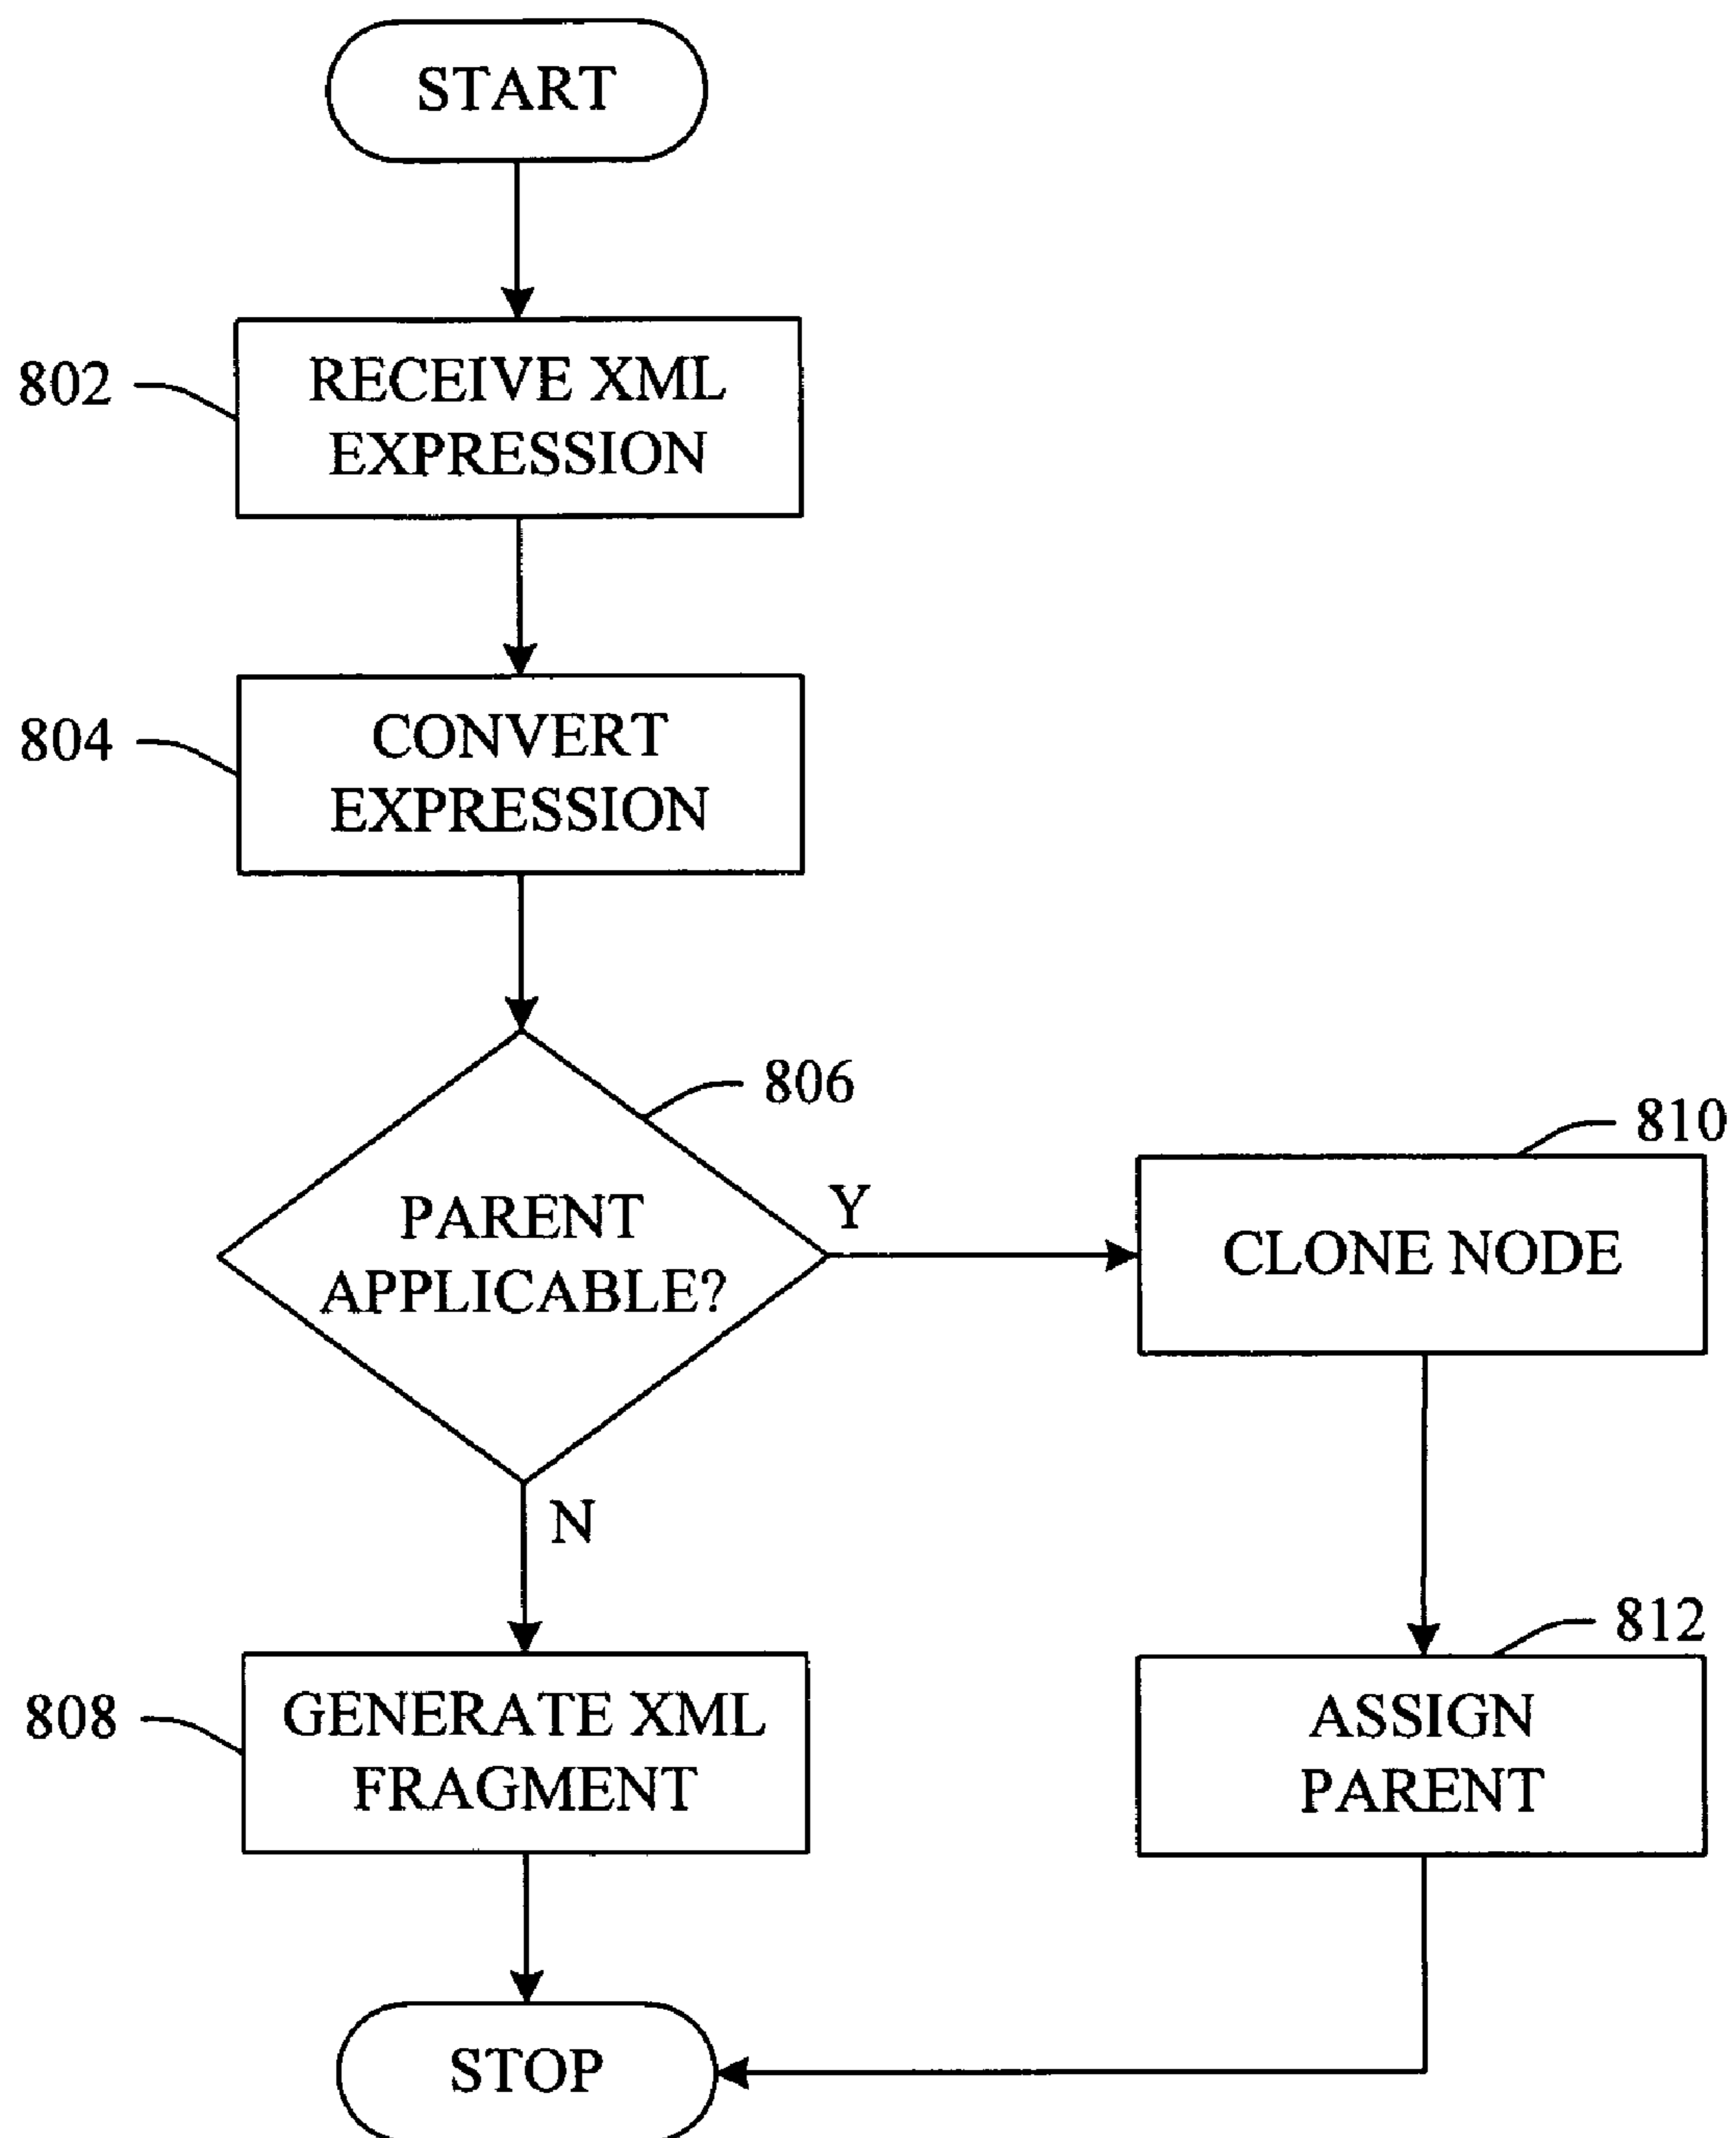 START
802
RECEIVE XML
EXPRESSION
804
CONVERT
EXPRESSION
806
PARENT
APPLICABLE?
Y
N
810
CLONE NODE
808
GENERATE XML
FRAGMENT
812
ASSIGN
PARENT
STOP